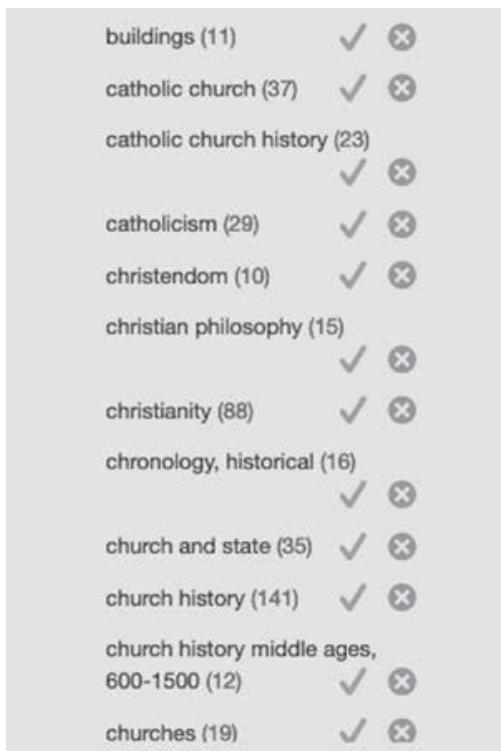 buildings (11)
catholic church (37)
catholic church history (23)
catholicism (29)
christendom (10)
christian philosophy (15)
christianity (88)
chronology, historical (16)
church and state (35)
church history (141)
church history middle ages,
600-1500 (12)
churches (19)